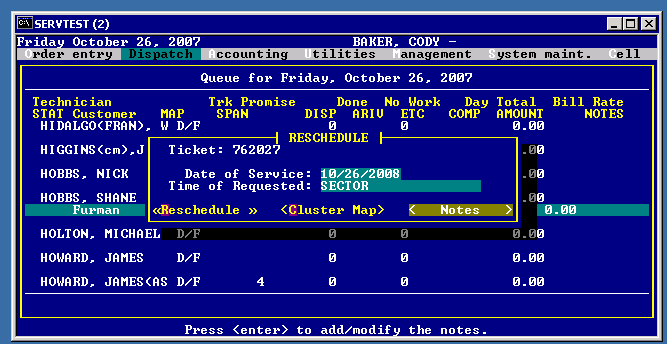 SERVTEST (2)
Friday October 26, 2007 BAKER, CODY -
Order entry Dispatch Accounting Utilities Management System maint. Cell
Queue for Friday, October 26, 2007
Technician Trk Promise Done No Work Day Total Bill Rate
STAT Customer MAP SPAN DISP ARIV ETC COMP AMOUNT NOTES
HIDALGO(FRAN), W D/F 0 0 0.00
RESCHEDULE
HIGGINS(cm),J .00
Ticket: 762027
HOBBS, NICK .00
Date of Service: 10/26/2008
Time of Requested: SECTOR
HOBBS, SHANE .00
Furman 0.00
«Reschedule » <Cluster Map> < Notes >
HOLTON, MICHAEL D/F 0 0 0.00
HOWARD, JAMES D/F 0 0 0.00
HOWARD, JAMES(AS D/F 4 0 0 0.00
Press <enter> to add/modify the notes.